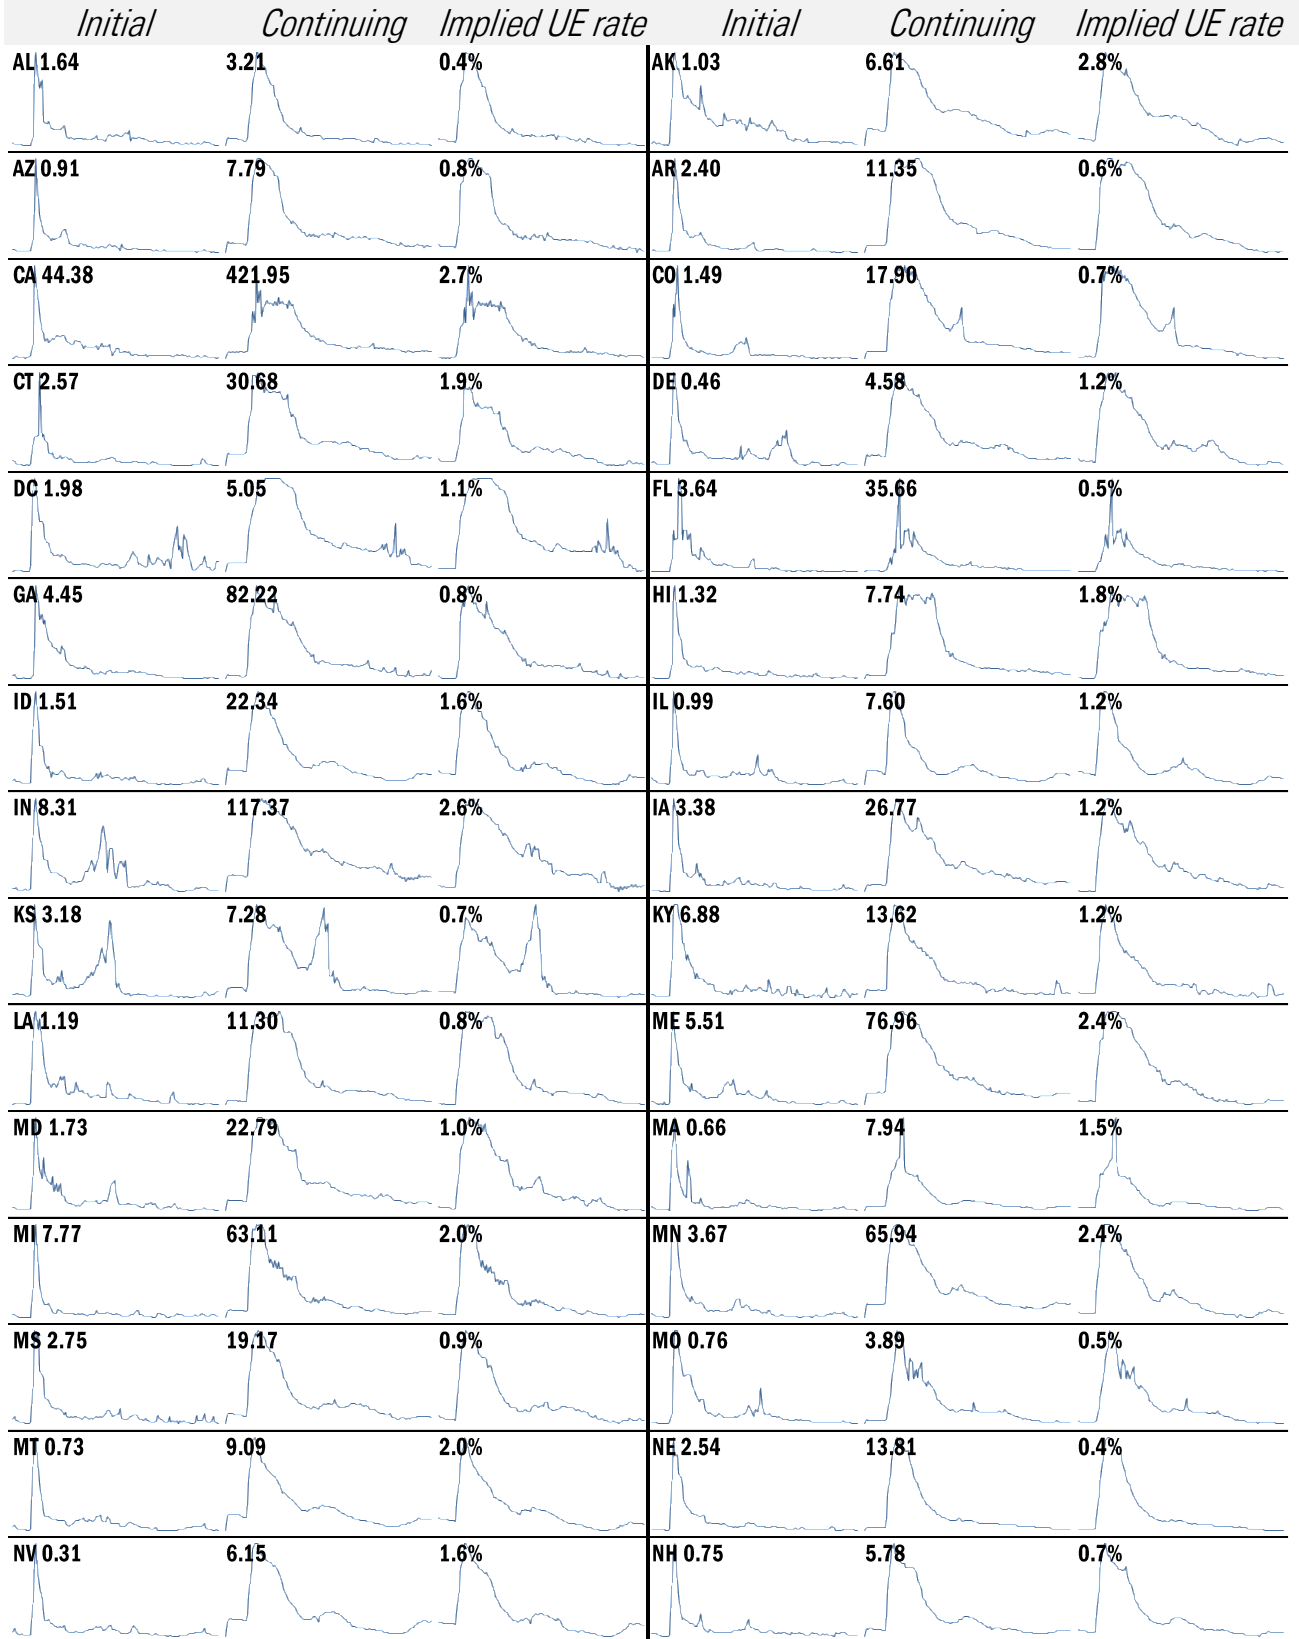 Initial Continuing Implied UE rate Initial Continuing Implied UE rate
AL 1.64 3.21 0.4% AK 1.03 6.61 2.8%
AZ 0.91 7.79 0.8% AR 2.40 11.35 0.6%
CA 44.38 421.95 2.7% CO 1.49 17.90 0.7%
CT 2.57 30.68 1.9% DE 0.46 4.58 1.2%
DC 1.98 5.05 1.1% FL 3.64 35.66 0.5%
GA 4.45 82.22 0.8% HI 1.32 7.74 1.8%
ID 1.51 22.34 1.6% IL 0.99 7.60 1.2%
IN 8.31 117.37 2.6% IA 3.38 26.77 1.2%
KS 3.18 7.28 0.7% KY 6.88 13.62 1.2%
LA 1.19 11.30 0.8% ME 5.51 76.96 2.4%
MD 1.73 22.79 1.0% MA 0.66 7.94 1.5%
MI 7.77 63.11 2.0% MN 3.67 65.94 2.4%
MS 2.75 19.17 0.9% MO 0.76 3.89 0.5%
MT 0.73 9.09 2.0% NE 2.54 13.81 0.4%
NV 0.31 6.15 1.6% NH 0.75 5.78 0.7%